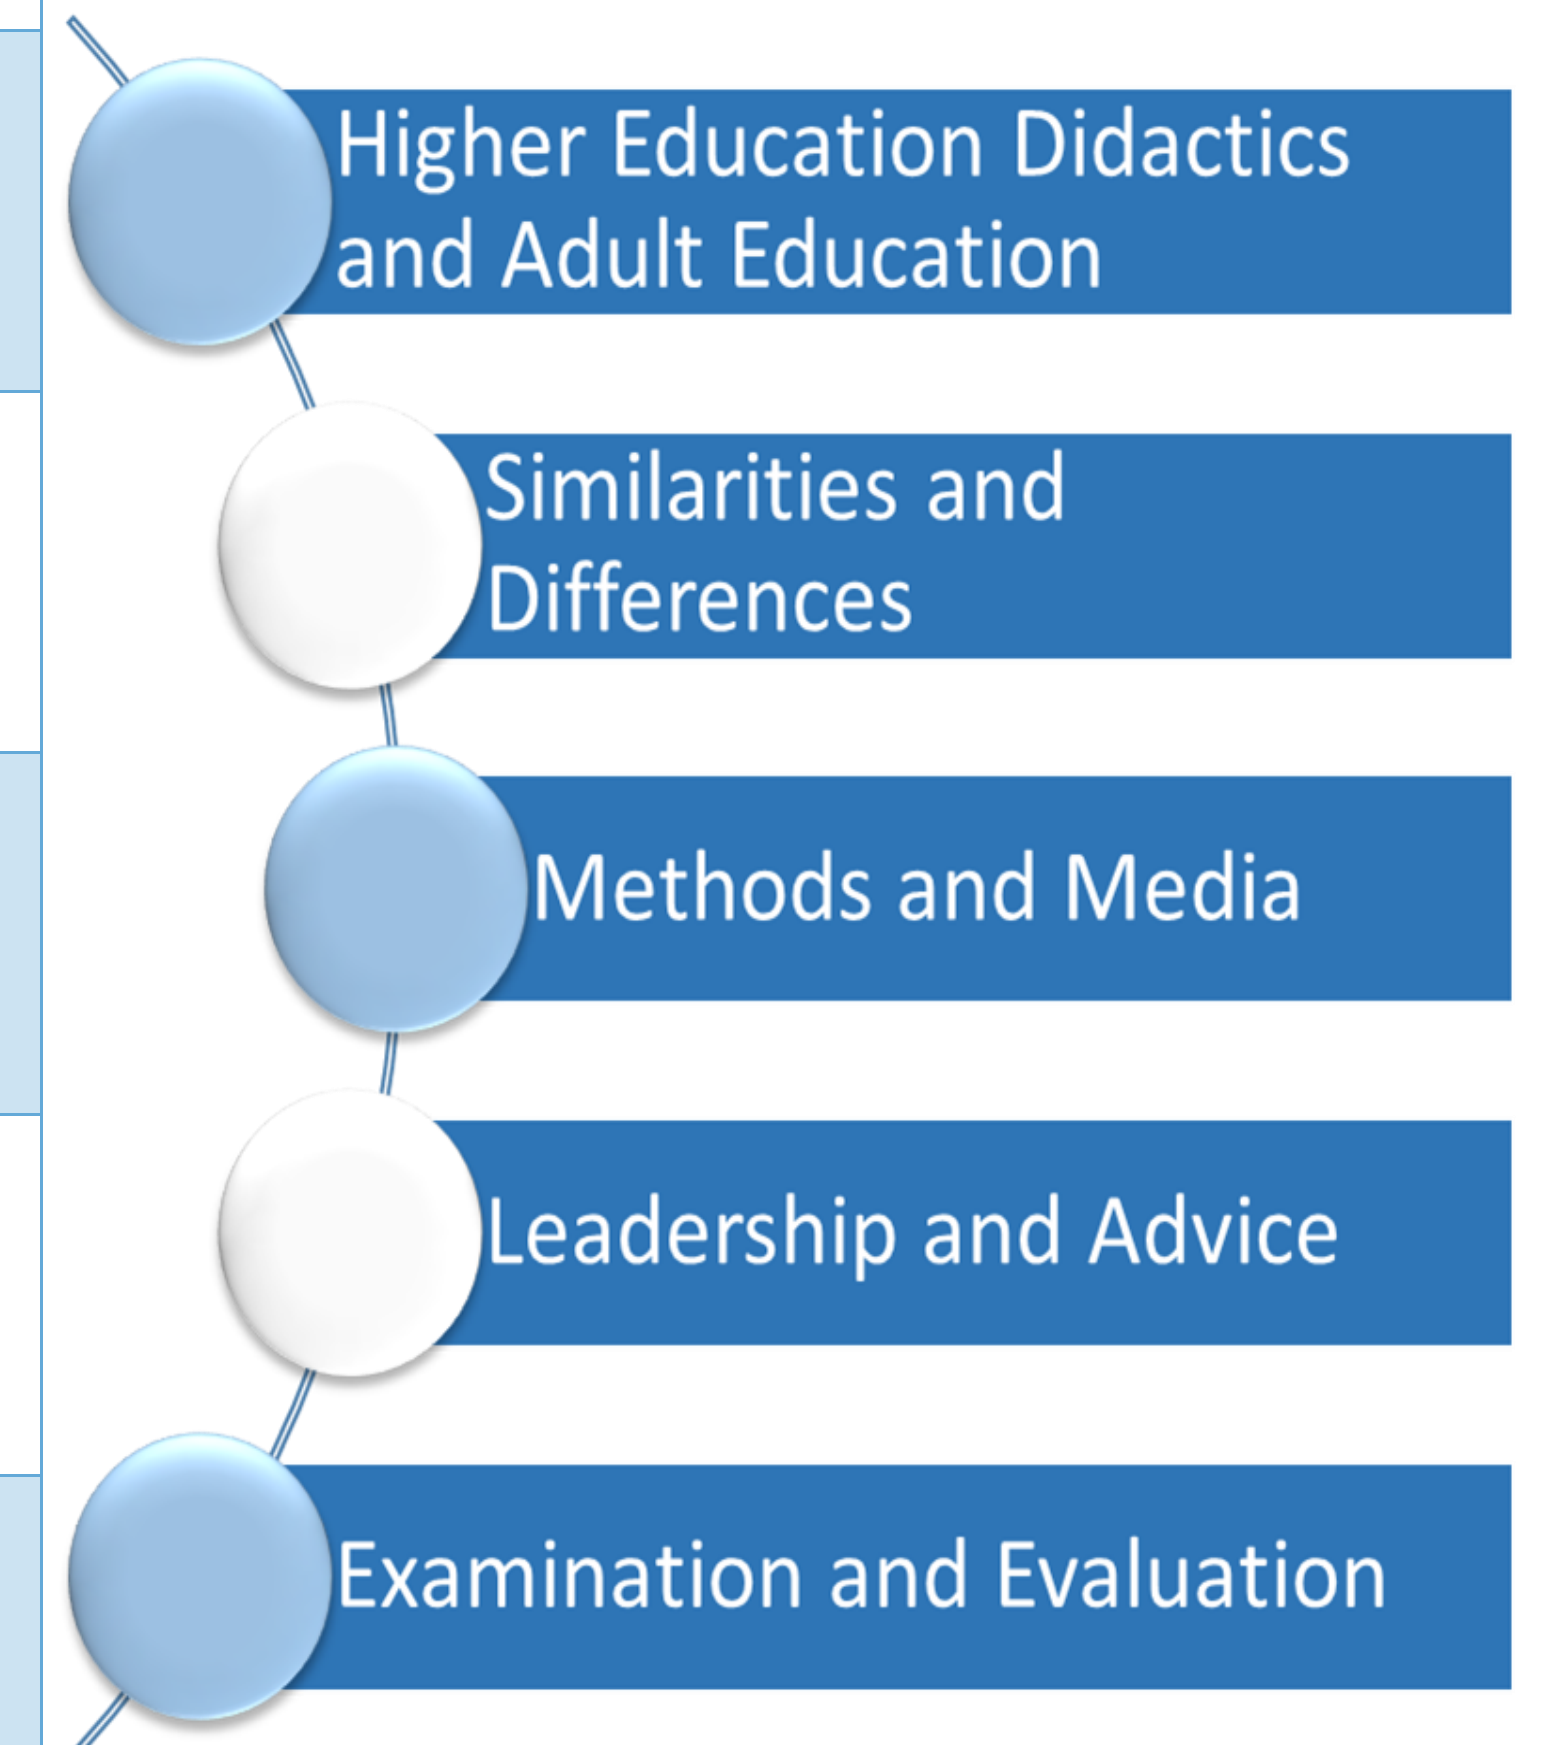 Higher Education Didactics
and Adult Education
Similarities and
Differences
Methods and Media
Leadership and Advice
Examination and Evaluation